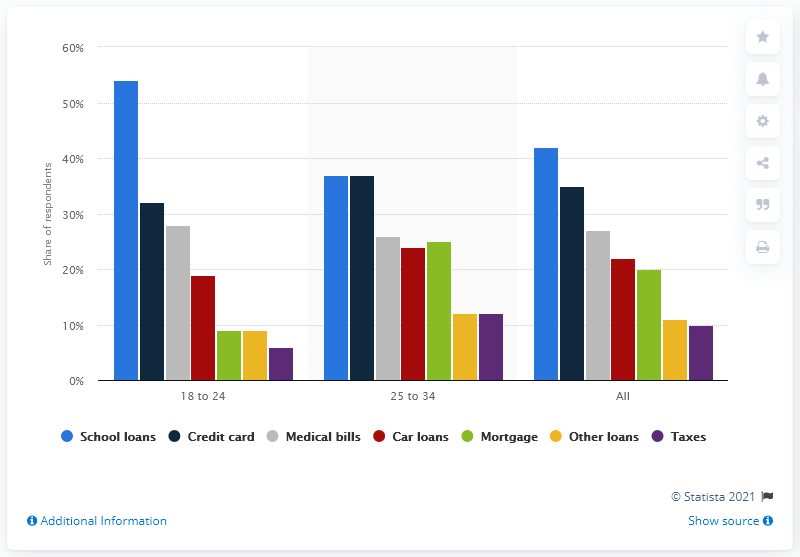 60%
50%
40%
30%
20%
10%
0%
Share of respondents
18 to 24 25 to 34 All
School loans Credit card Medical bills Car loans Mortgage Other loans Taxes
© Statista 2021
Additional Information Show source